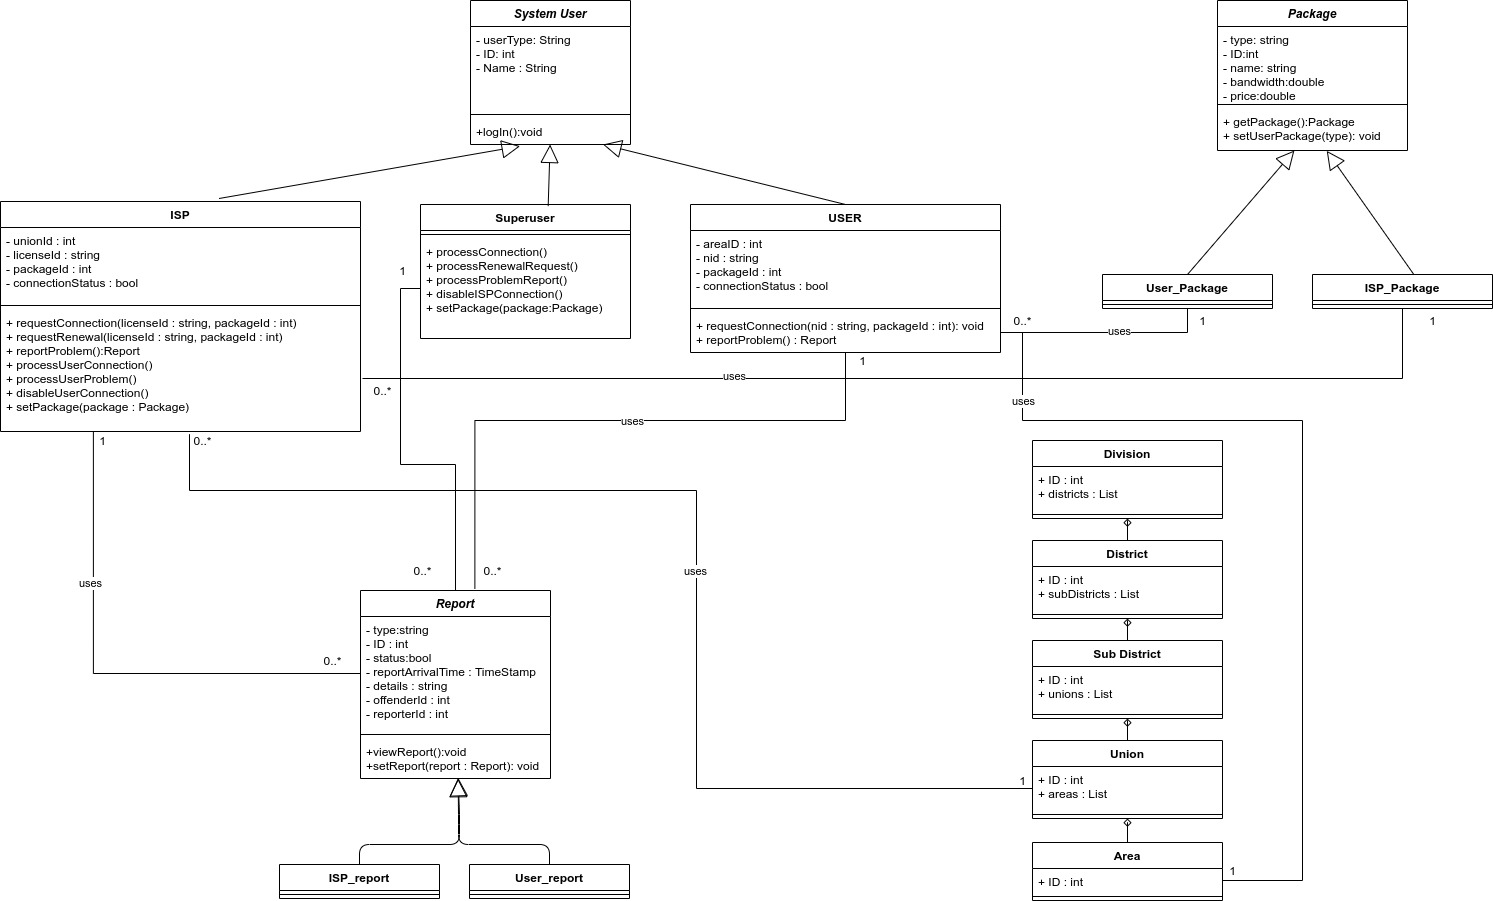 System User
- userType: String
- ID: int
- Name : String
+logIn():void
Package
- type: string
- ID:int
- name: string
- bandwidth:double
- price:double
+ getPackage():Package
+ setUserPackage(type): void
ISP
- unionId : int
- licenseId : string
- packageId : int
- connectionStatus : bool
+ requestConnection(licenseId : string, packageId : int)
+ requestRenewal(licenseId : string, packageId : int)
+ reportProblem():Report
+ processUserConnection()
+ processUserProblem()
+ disableUserConnection()
+ setPackage(package : Package)
Superuser
+ processConnection()
+ processRenewalRequest()
+ processProblemReport()
+ disableISPConnection()
+ setPackage(package:Package)
1
USER
- areaID : int
- nid : string
- packageId : int
- connectionStatus : bool
+ requestConnection(nid : string, packageId : int): void
+ reportProblem() : Report
User_Package
ISP_Package
0..*
uses
1
1
1
uses
0..*
uses
uses
1
0..*
Division
+ ID : int
+ districts : List
District
+ ID : int
+ subDistricts : List
Sub District
+ ID : int
+ unions : List
Union
+ ID : int
+ areas : List
Area
+ ID : int
1
1
uses
uses
0..*
0..*
0..*
Report
- type:string
- ID : int
- status:bool
- reportArrivalTime : TimeStamp
- details : string
- offenderId : int
- reporterId : int
+viewReport():void
+setReport(report : Report): void
ISP_report
User_report